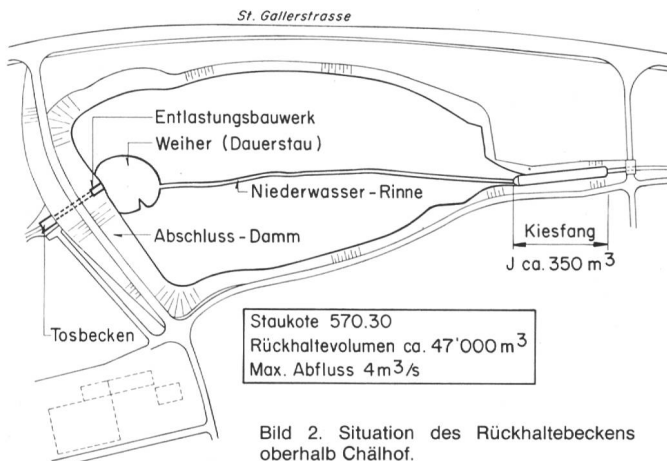 St. Gallerstrasse
Entlastungsbauwerk
Weiher (Dauerstau)
Niederwasser-Rinne
Abschluss-Damm
Kiesfang
J ca. 350 m³
Tosbecken
Staukote 570.30
Rückhaltevolumen ca. 47'000 m³
Max. Abfluss 4 m³/s
Bild 2. Situation des Rückhaltebeckens
oberhalb Chälhof.